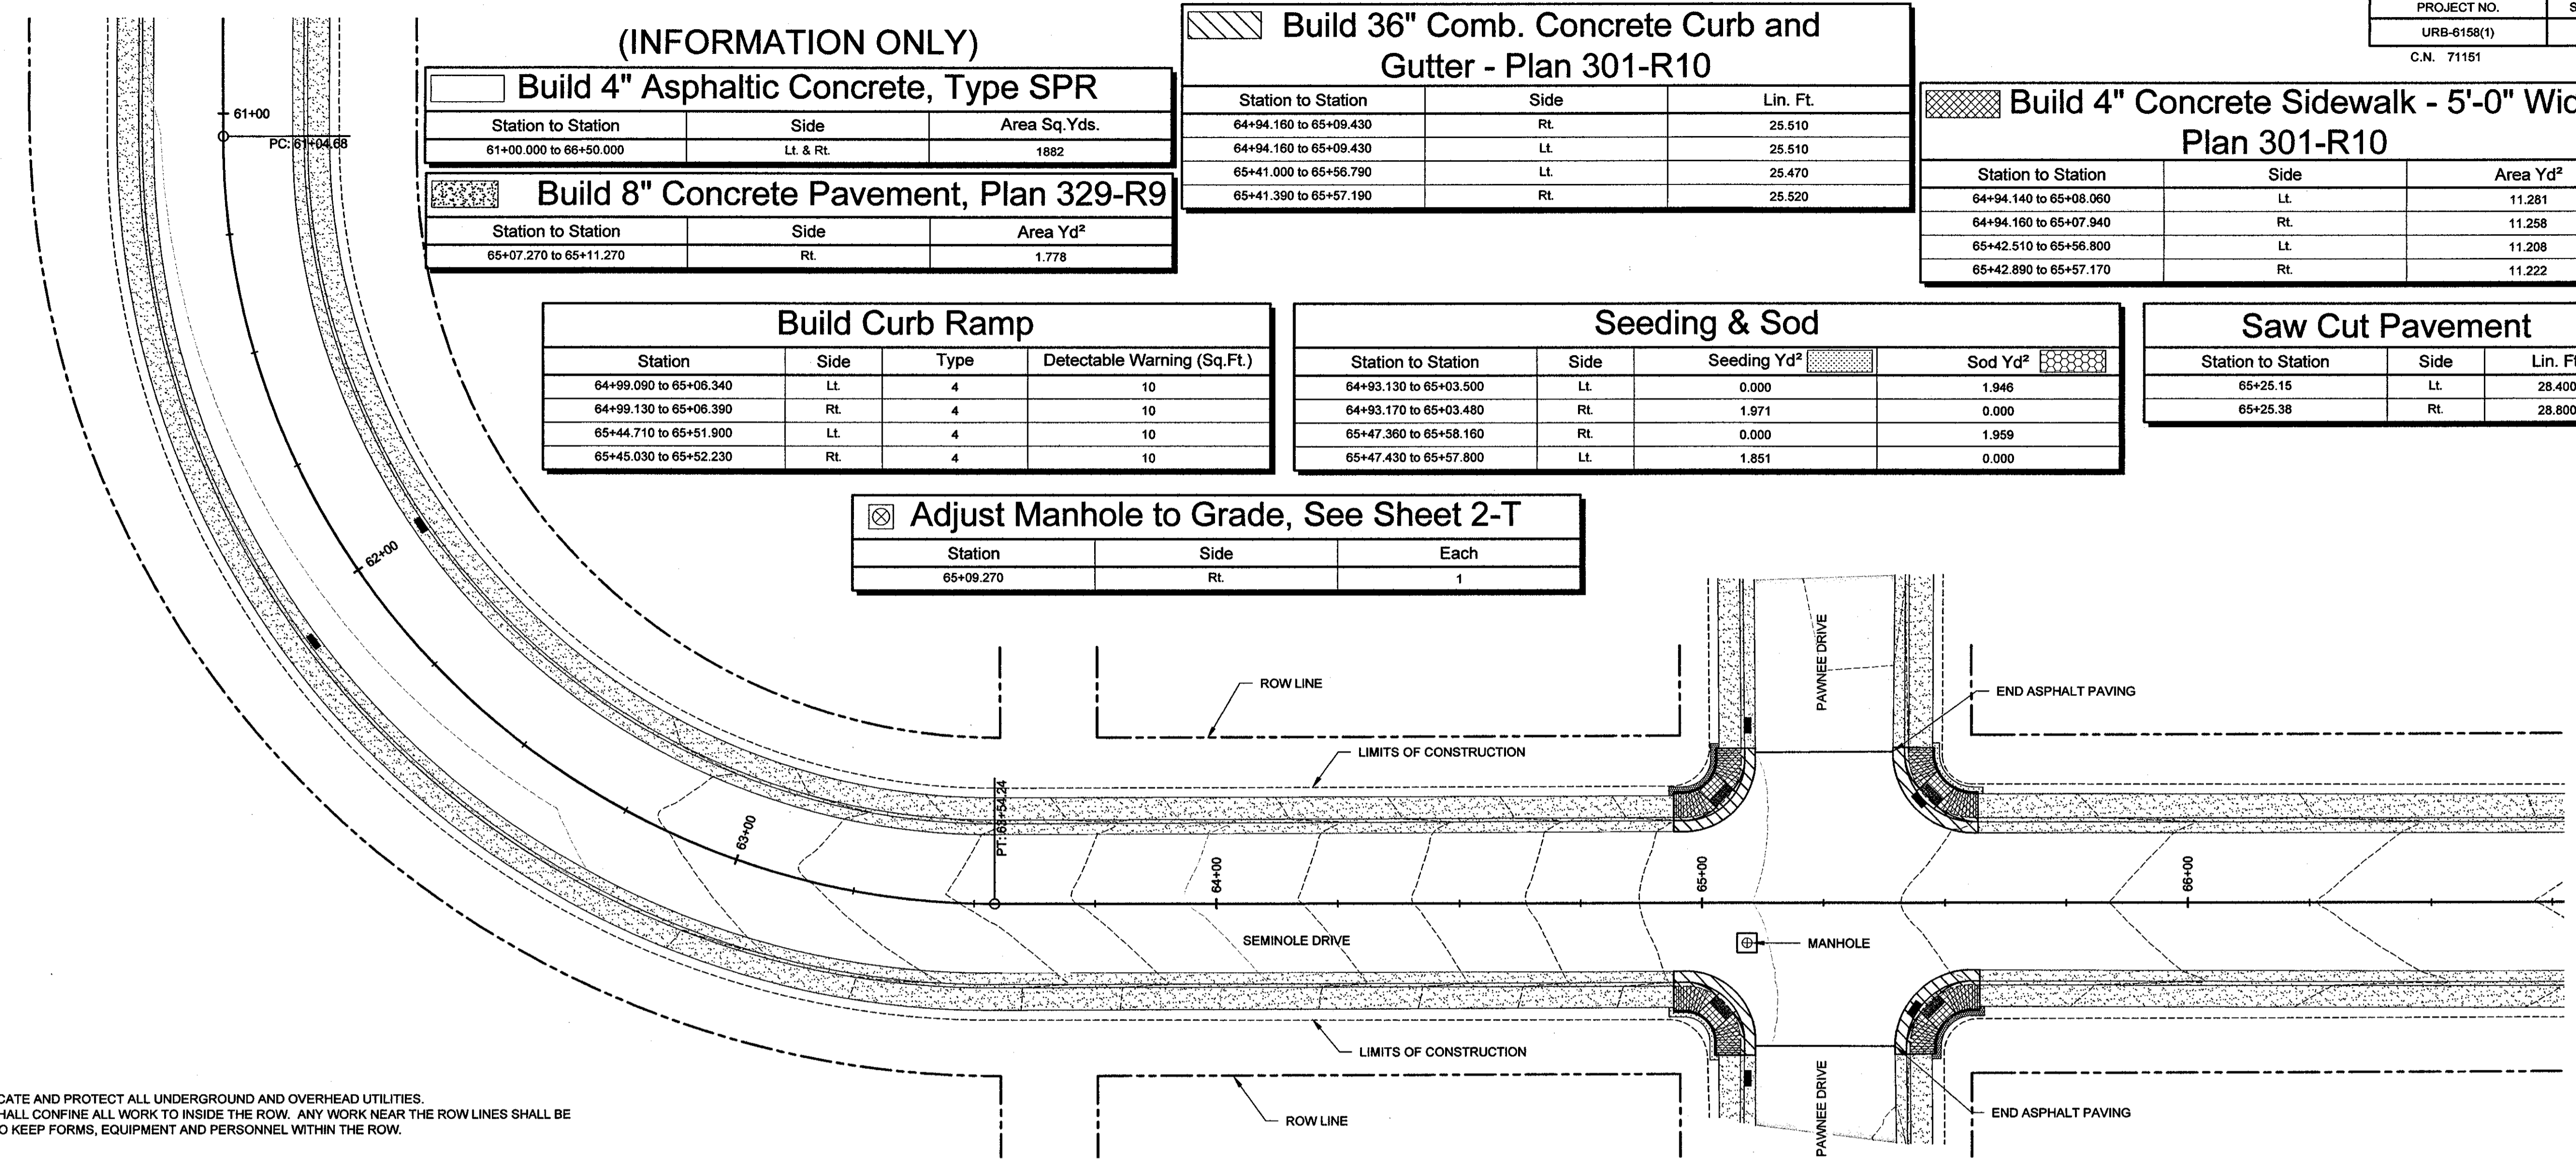 (INFORMATION ONLY)
Build 4" Asphaltic Concrete, Type SPR
Station to Station Side Area Sq.Yds.
61+00.000 to 66+50.000 Lt. & Rt. 1882
Build 8" Concrete Pavement, Plan 329-R9
Station to Station Side Area Yd²
65+07.270 to 65+11.270 Rt. 1.778
Build 36" Comb. Concrete Curb and
Gutter - Plan 301-R10
Station to Station Side Lin. Ft.
64+94.160 to 65+09.430 Rt. 25.510
64+94.160 to 65+09.430 Lt. 25.510
65+41.000 to 65+56.790 Lt. 25.470
65+41.390 to 65+57.190 Rt. 25.520
PROJECT NO. S
URB-6158(1)
C.N. 71151
Build 4" Concrete Sidewalk - 5'-0" Wid
Plan 301-R10
Station to Station Side Area Yd²
64+94.140 to 65+08.060 Lt. 11.281
64+94.160 to 65+07.940 Rt. 11.258
65+42.510 to 65+56.800 Lt. 11.208
65+42.890 to 65+57.170 Rt. 11.222
Build Curb Ramp
Station Side Type Detectable Warning (Sq.Ft.)
64+99.090 to 65+06.340 Lt. 4 10
64+99.130 to 65+06.390 Rt. 4 10
65+44.710 to 65+51.900 Lt. 4 10
65+45.030 to 65+52.230 Rt. 4 10
Seeding & Sod
Station to Station Side Seeding Yd² Sod Yd²
64+93.130 to 65+03.500 Lt. 0.000 1.946
64+93.170 to 65+03.480 Rt. 1.971 0.000
65+47.360 to 65+58.160 Rt. 0.000 1.959
65+47.430 to 65+57.800 Lt. 1.851 0.000
Saw Cut Pavement
Station to Station Side Lin. Ft
65+25.15 Lt. 28.400
65+25.38 Rt. 28.800
Adjust Manhole to Grade, See Sheet 2-T
Station Side Each
65+09.270 Rt. 1
61+00
PC: 61+04.68
62+00
63+00
PT: 63+54.24
64+00
65+00
66+00
ROW LINE
LIMITS OF CONSTRUCTION
PAWNEE DRIVE
END ASPHALT PAVING
SEMINOLE DRIVE
MANHOLE
LIMITS OF CONSTRUCTION
ROW LINE
PAWNEE DRIVE
END ASPHALT PAVING
CATE AND PROTECT ALL UNDERGROUND AND OVERHEAD UTILITIES.
HALL CONFINE ALL WORK TO INSIDE THE ROW. ANY WORK NEAR THE ROW LINES SHALL BE
O KEEP FORMS, EQUIPMENT AND PERSONNEL WITHIN THE ROW.